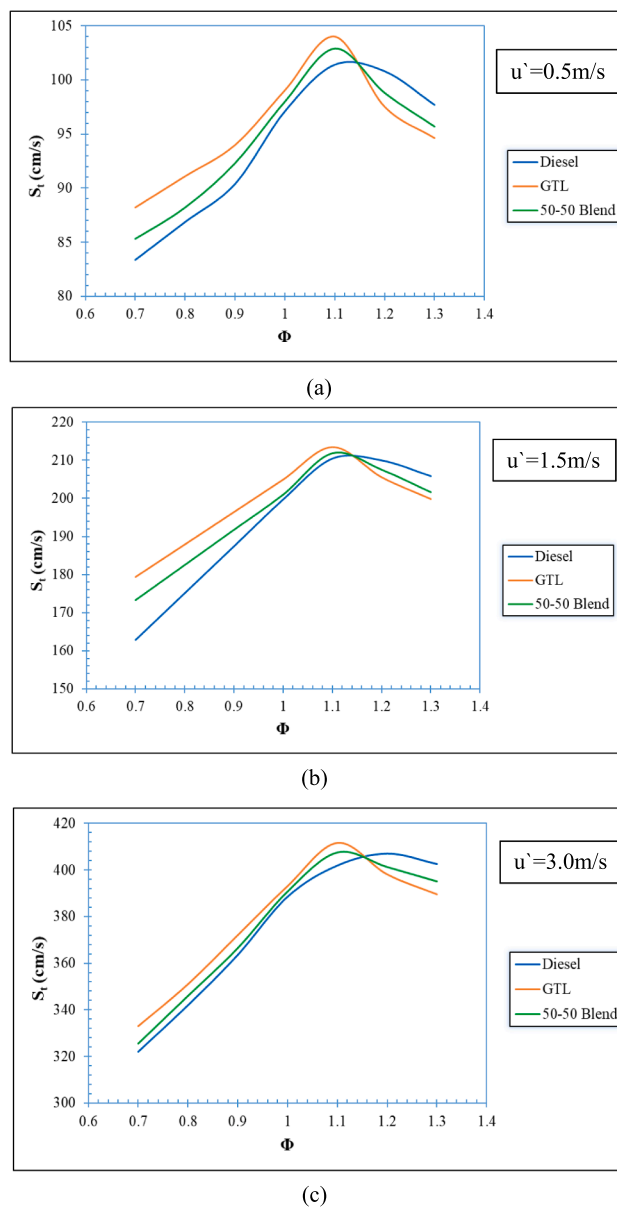 105
100
95
90
85
80
S_t (cm/s)
0.6 0.7 0.8 0.9 1 1.1 1.2 1.3 1.4
Φ
u`=0.5m/s
Diesel
GTL
50-50 Blend
(a)
220
210
200
190
180
170
160
150
S_t (cm/s)
0.6 0.7 0.8 0.9 1 1.1 1.2 1.3 1.4
Φ
u`=1.5m/s
Diesel
GTL
50-50 Blend
(b)
420
400
380
360
340
320
300
S_t (cm/s)
0.6 0.7 0.8 0.9 1 1.1 1.2 1.3 1.4
Φ
u`=3.0m/s
Diesel
GTL
50-50 Blend
(c)